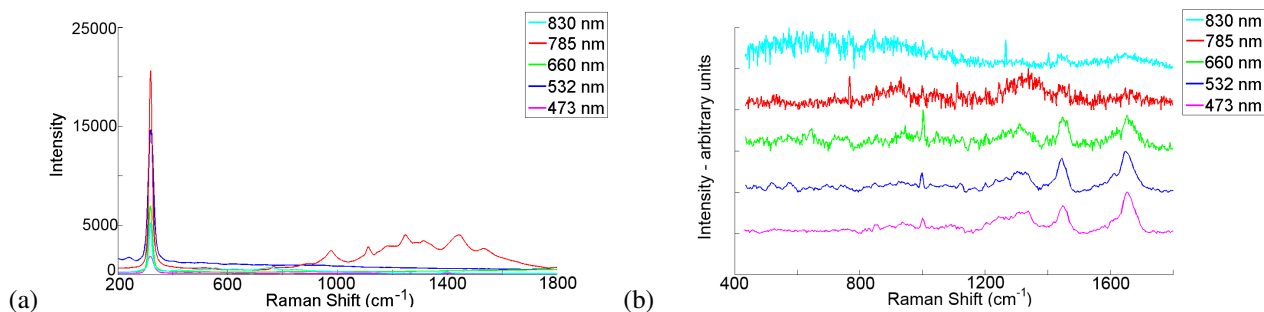 (a)
Intensity
25000
15000
5000
0
200
600
1000
1400
1800
Raman Shift (cm⁻¹)
830 nm
785 nm
660 nm
532 nm
473 nm
(b)
Intensity - arbitrary units
400
800
1200
1600
Raman Shift (cm⁻¹)
830 nm
785 nm
660 nm
532 nm
473 nm